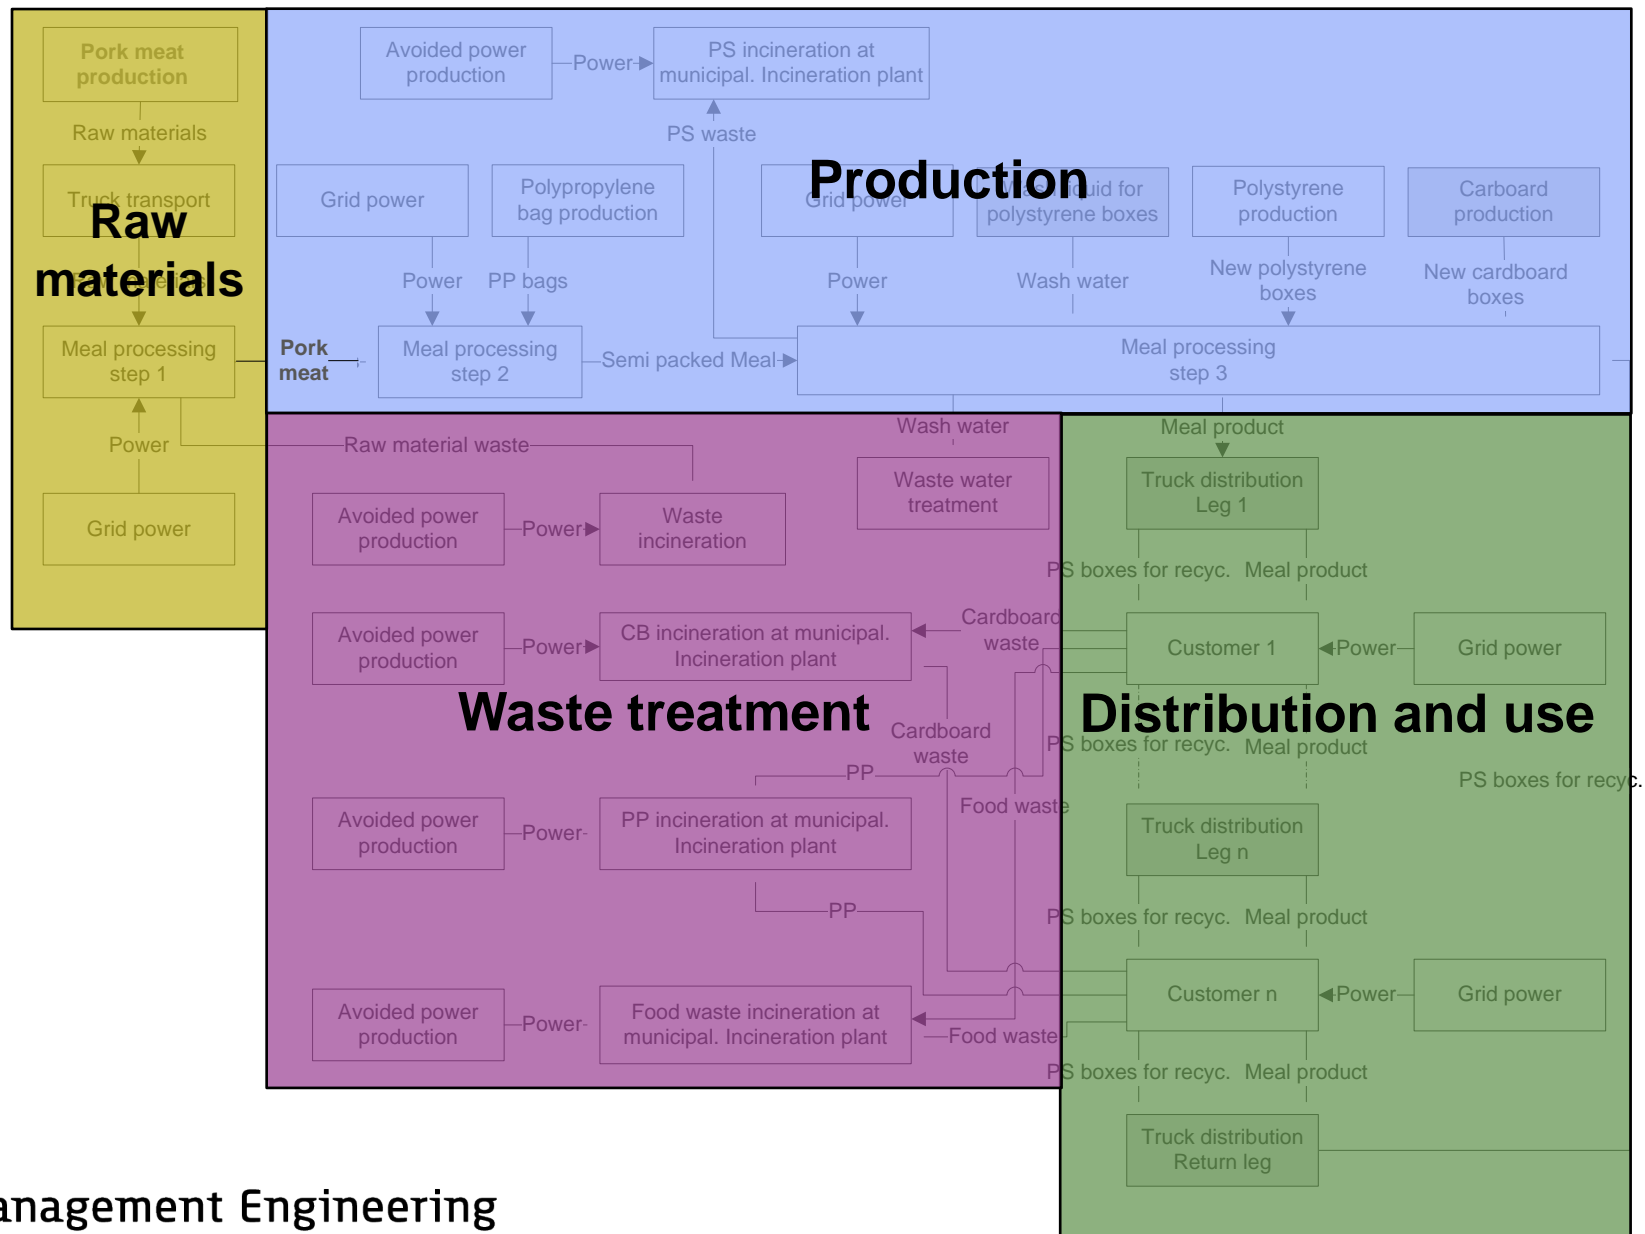 Pork meat
production
Raw materials
Truck transport
Raw materials
Raw
materials
Meal processing
step 1
Power
Grid power
Avoided power
production
Power
PS incineration at
municipal. Incineration plant
PS waste
Production
Grid power
Polypropylene
bag production
Grid power
Wash liquid for
polystyrene boxes
Polystyrene
production
Carboard
production
Power
PP bags
Power
Wash water
New polystyrene
boxes
New cardboard
boxes
Pork
meat
Meal processing
step 2
Semi packed Meal
Meal processing
step 3
Raw material waste
Wash water
Waste water
treatment
Avoided power
production
Power
Waste
incineration
Avoided power
production
Power
CB incineration at municipal.
Incineration plant
Cardboard
waste
Waste treatment
Cardboard
waste
PP
Food waste
Avoided power
production
Power
PP incineration at municipal.
Incineration plant
PP
Avoided power
production
Power
Food waste incineration at
municipal. Incineration plant
Food waste
Meal product
Truck distribution
Leg 1
PS boxes for recyc.
Meal product
Customer 1
Power
Grid power
Distribution and use
PS boxes for recyc.
Meal product
PS boxes for recyc.
Truck distribution
Leg n
PS boxes for recyc.
Meal product
Customer n
Power
Grid power
PS boxes for recyc.
Meal product
Truck distribution
Return leg
anagement Engineering